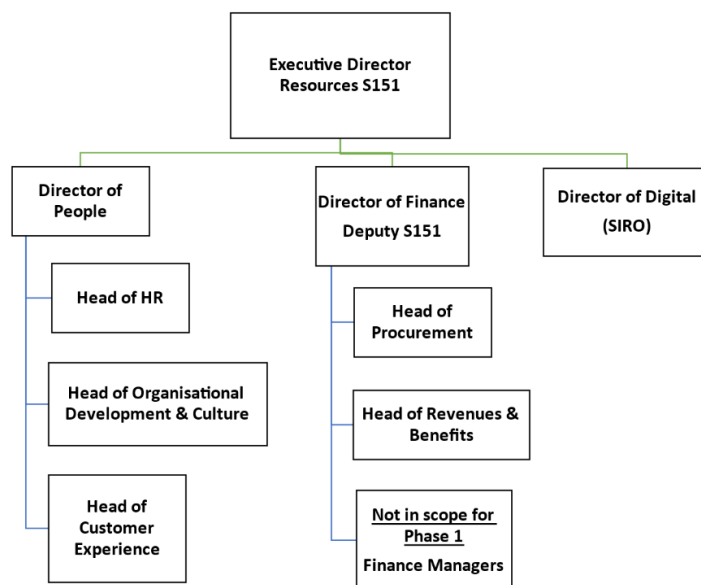 Executive Director
Resources S151
Director of
People
Director of Finance
Deputy S151
Director of Digital
(SIRO)
Head of HR
Head of Organisational
Development & Culture
Head of
Customer
Experience
Head of
Procurement
Head of Revenues &
Benefits
Not in scope for
Phase 1
Finance Managers